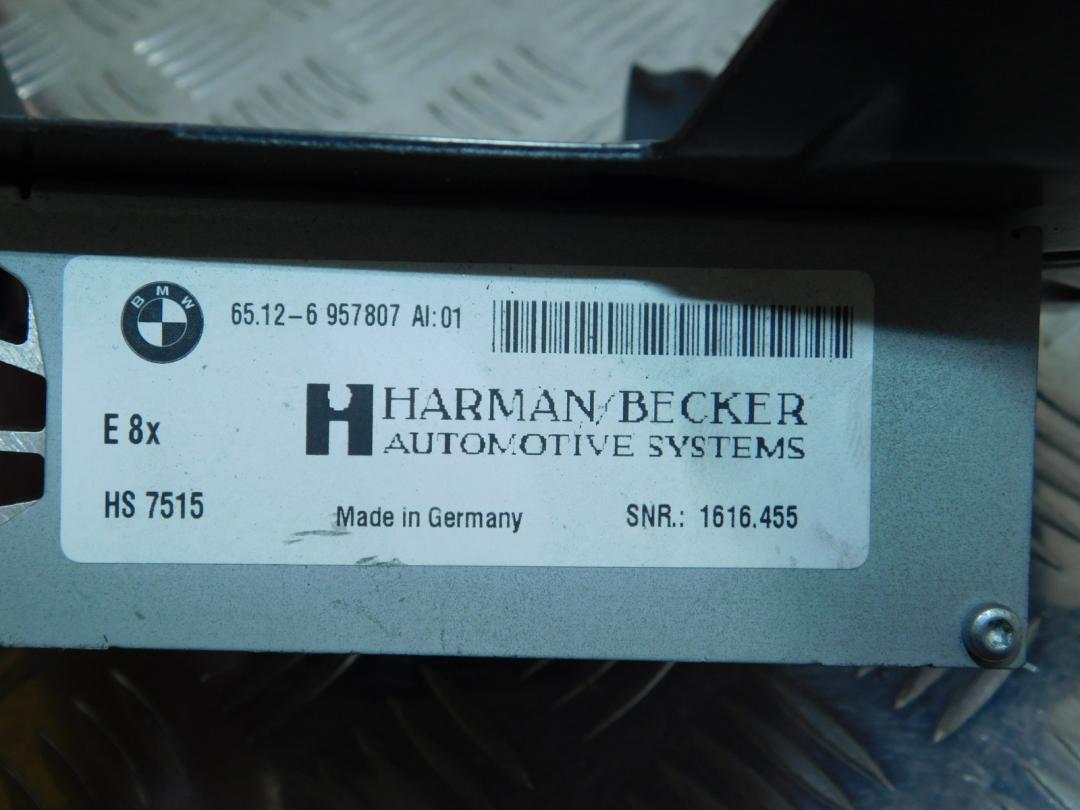 BMW
65.12-6 957807 AI:01
HARMAN/BECKER
AUTOMOTIVE SYSTEMS
E 8x
HS 7515
Made in Germany
SNR.: 1616.455